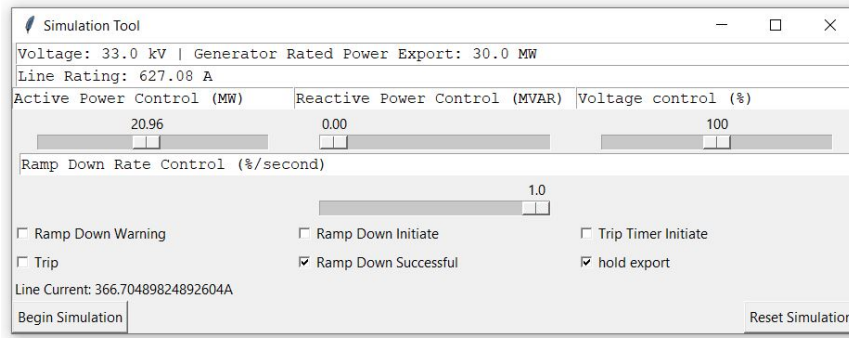 Simulation Tool
Voltage: 33.0 kV | Generator Rated Power Export: 30.0 MW
Line Rating: 627.08 A
Active Power Control (MW) Reactive Power Control (MVAR) Voltage control (%)
20.96 0.00 100
Ramp Down Rate Control (%/second)
1.0
Ramp Down Warning Ramp Down Initiate Trip Timer Initiate
Trip Ramp Down Successful hold export
Line Current: 366.70489824892604A
Begin Simulation Reset Simulation